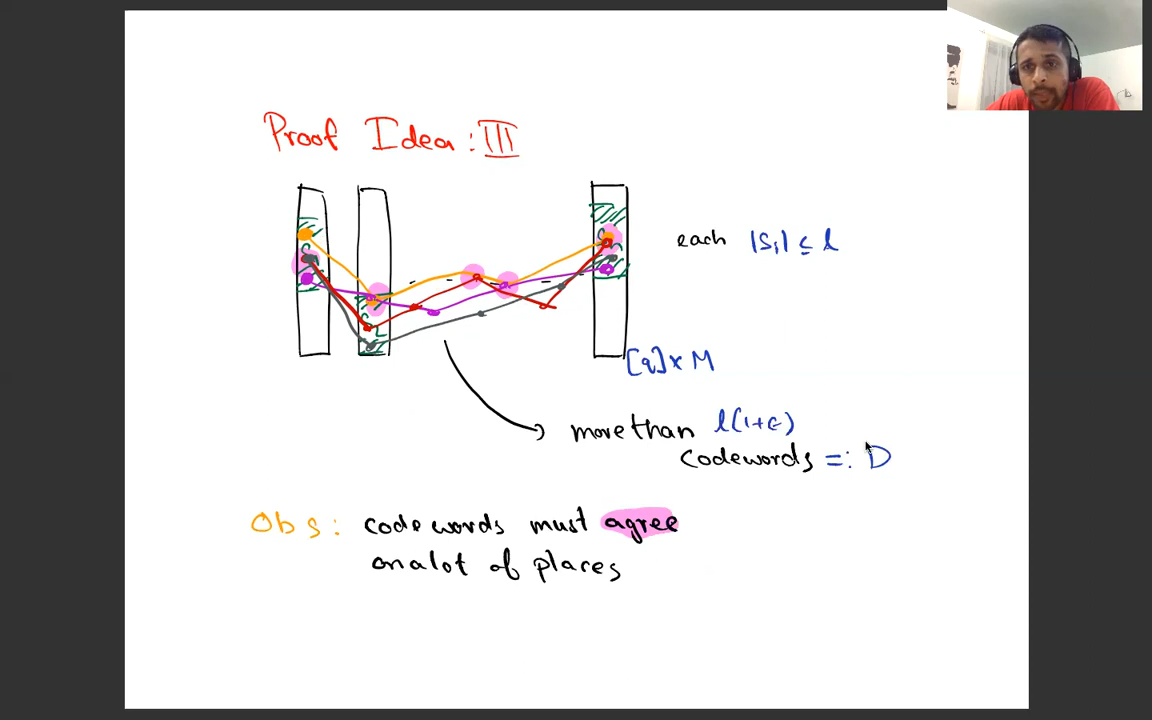 Proof Idea: III
each |Sᵢ| ≤ l
[q] × M
more than l(1+ε)
codewords =: D
Obs: codewords must agree
on a lot of places